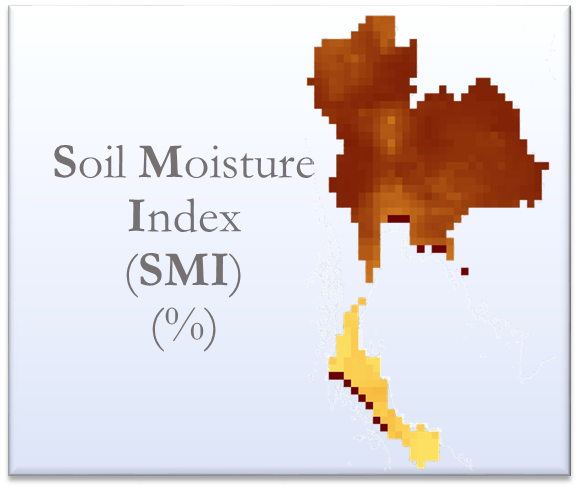 Soil Moisture
Index
(SMI)
(%)